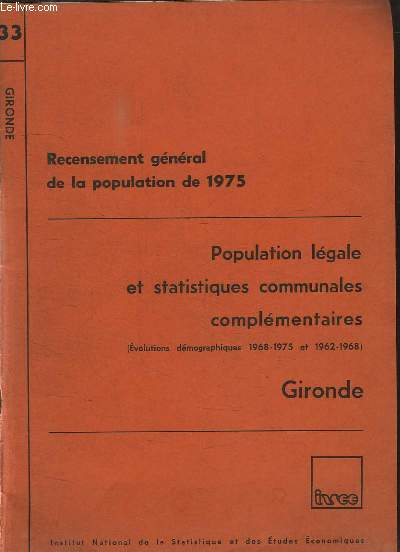 Le-livre.com
33
GIRONDE
Recensement général
de la population de 1975
Population légale
et statistiques communales
complémentaires
(Évolutions démographiques 1968-1975 et 1962-1968)
Gironde
insee
Institut National de la Statistique et des Études Économiques